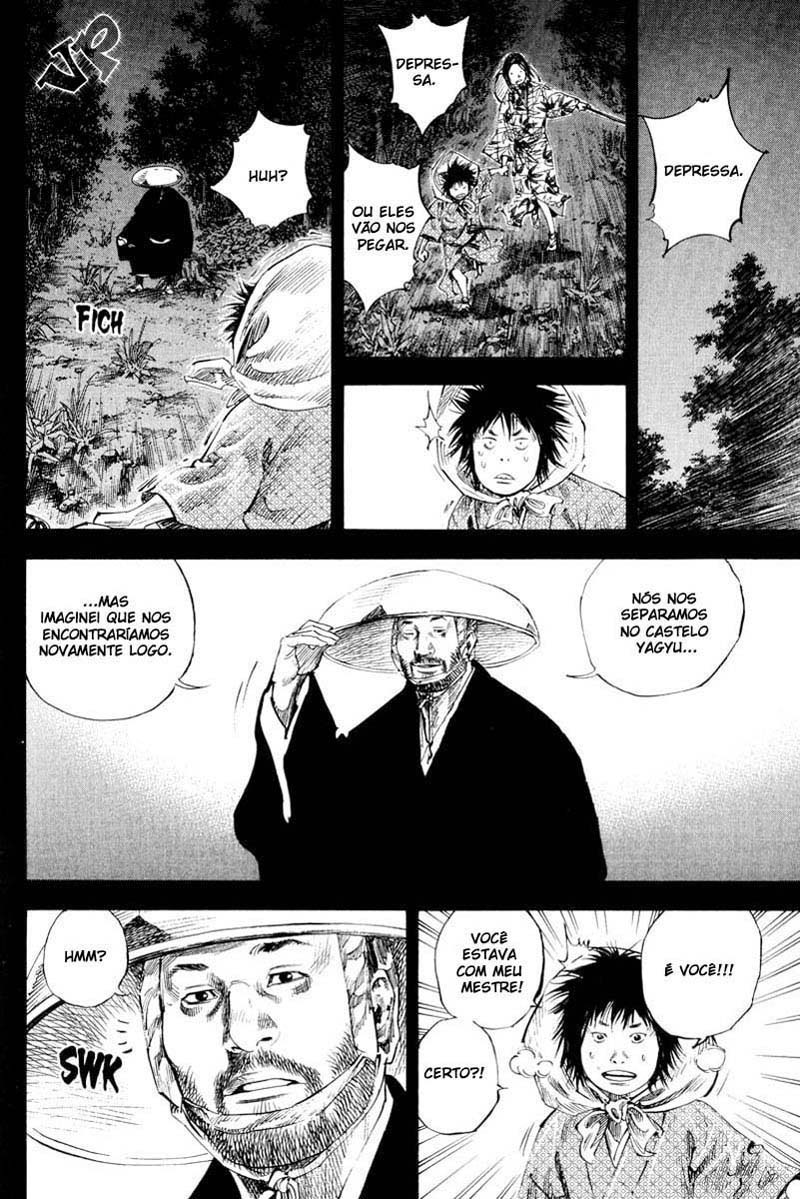 DEPRESSA.
DEPRES-
SA.
OU ELES
VÃO NOS
PEGAR.
VP
HUH?
FICH
NÓS NOS
SEPARAMOS
NO CASTELO
YAGYU...
...MAS
IMAGINEI QUE NOS
ENCONTRARÍAMOS
NOVAMENTE LOGO.
É VOCÊ!!!
VOCÊ
ESTAVA
COM MEU
MESTRE!
CERTO?!
HMM?
SWK